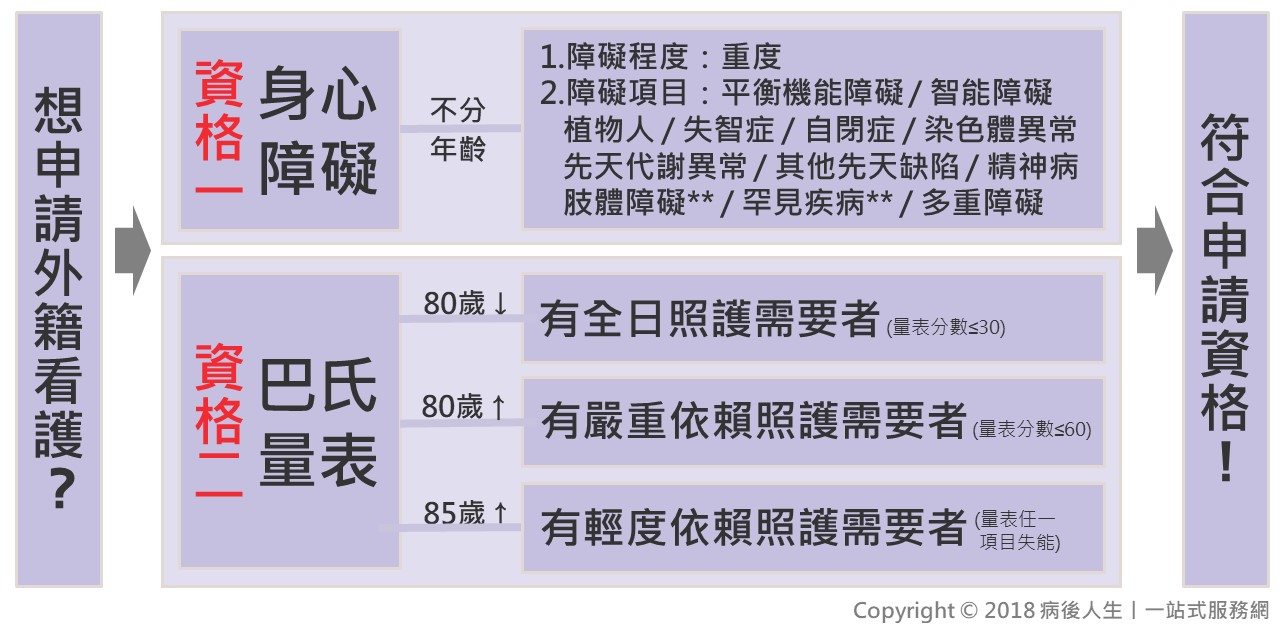 想申請外籍看護?
資格一
身心
障礙
不分
年齡
1.障礙程度：重度
2.障礙項目：平衡機能障礙/智能障礙
植物人/失智症/自閉症/染色體異常
先天代謝異常/其他先天缺陷/精神病
肢體障礙**/罕見疾病**/多重障礙
資格二
巴氏
量表
80歲↓
有全日照護需要者 (量表分數≤30)
80歲↑
有嚴重依賴照護需要者 (量表分數≤60)
85歲↑
有輕度依賴照護需要者 (量表任一
項目失能)
符合申請資格!
Copyright © 2018 病後人生｜一站式服務網